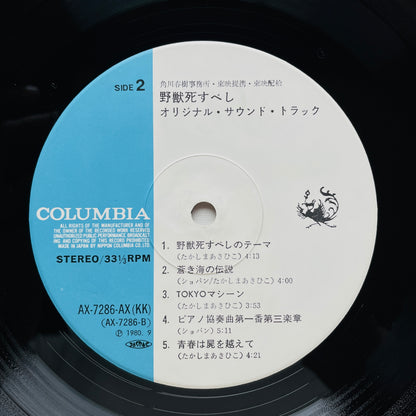 SIDE 2
角川春樹事務所・東映提携・東映配給
野獣死すべし
オリジナル・サウンド・トラック
COLUMBIA
ALL RIGHTS OF THE MANUFACTURER AND OF
THE OWNER OF THE RECORDED WORK RESERVED
UNAUTHORIZED PUBLIC PERFORMANCE BROADCAST-
ING AND COPYING OF THIS RECORD PROHIBITED
MADE IN JAPAN BY NIPPON COLUMBIA CO. LTD.
STEREO/33⅓RPM
AX-7286-AX(KK)
(AX-7286-B)
Ⓟ 1980. 9
1. 野獣死すべしのテーマ
(たかしまあきひこ) 4:13
2. 蒼き海の伝説
(ショパン/たかしまあきひこ) 4:00
3. TOKYOマシーン
(たかしまあきひこ) 3:53
4. ピアノ協奏曲第一番第三楽章
(ショパン) 5:11
5. 青春は屍を越えて
(たかしまあきひこ) 4:21